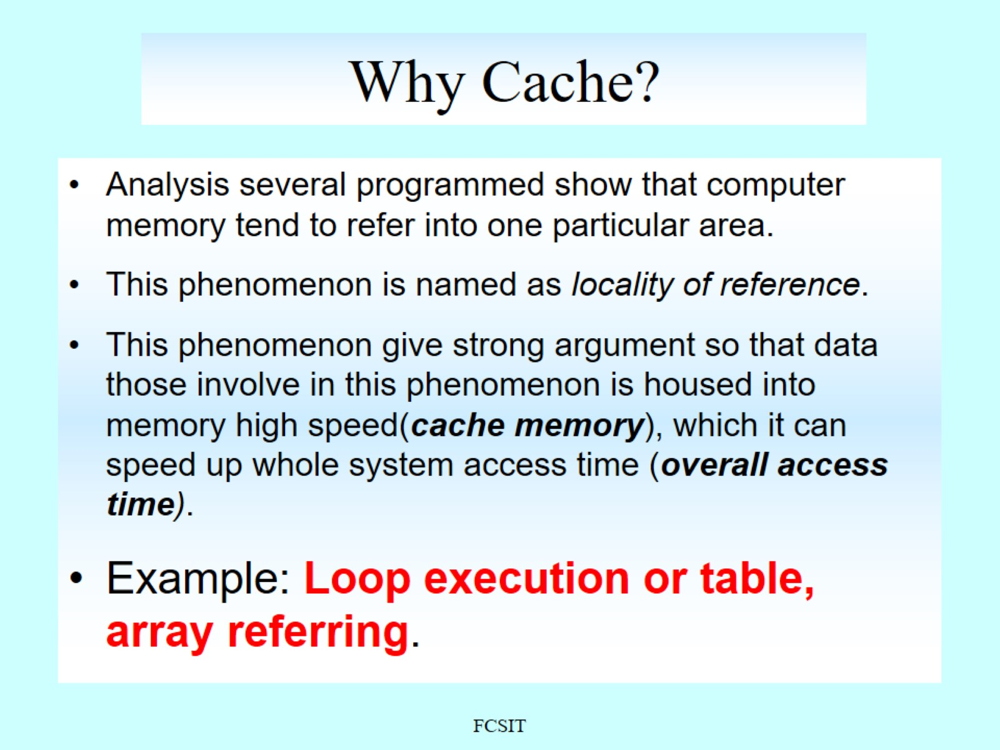 Why Cache?
• Analysis several programmed show that computer
memory tend to refer into one particular area.
• This phenomenon is named as locality of reference.
• This phenomenon give strong argument so that data
those involve in this phenomenon is housed into
memory high speed(cache memory), which it can
speed up whole system access time (overall access
time).
• Example: Loop execution or table,
array referring.
FCSIT